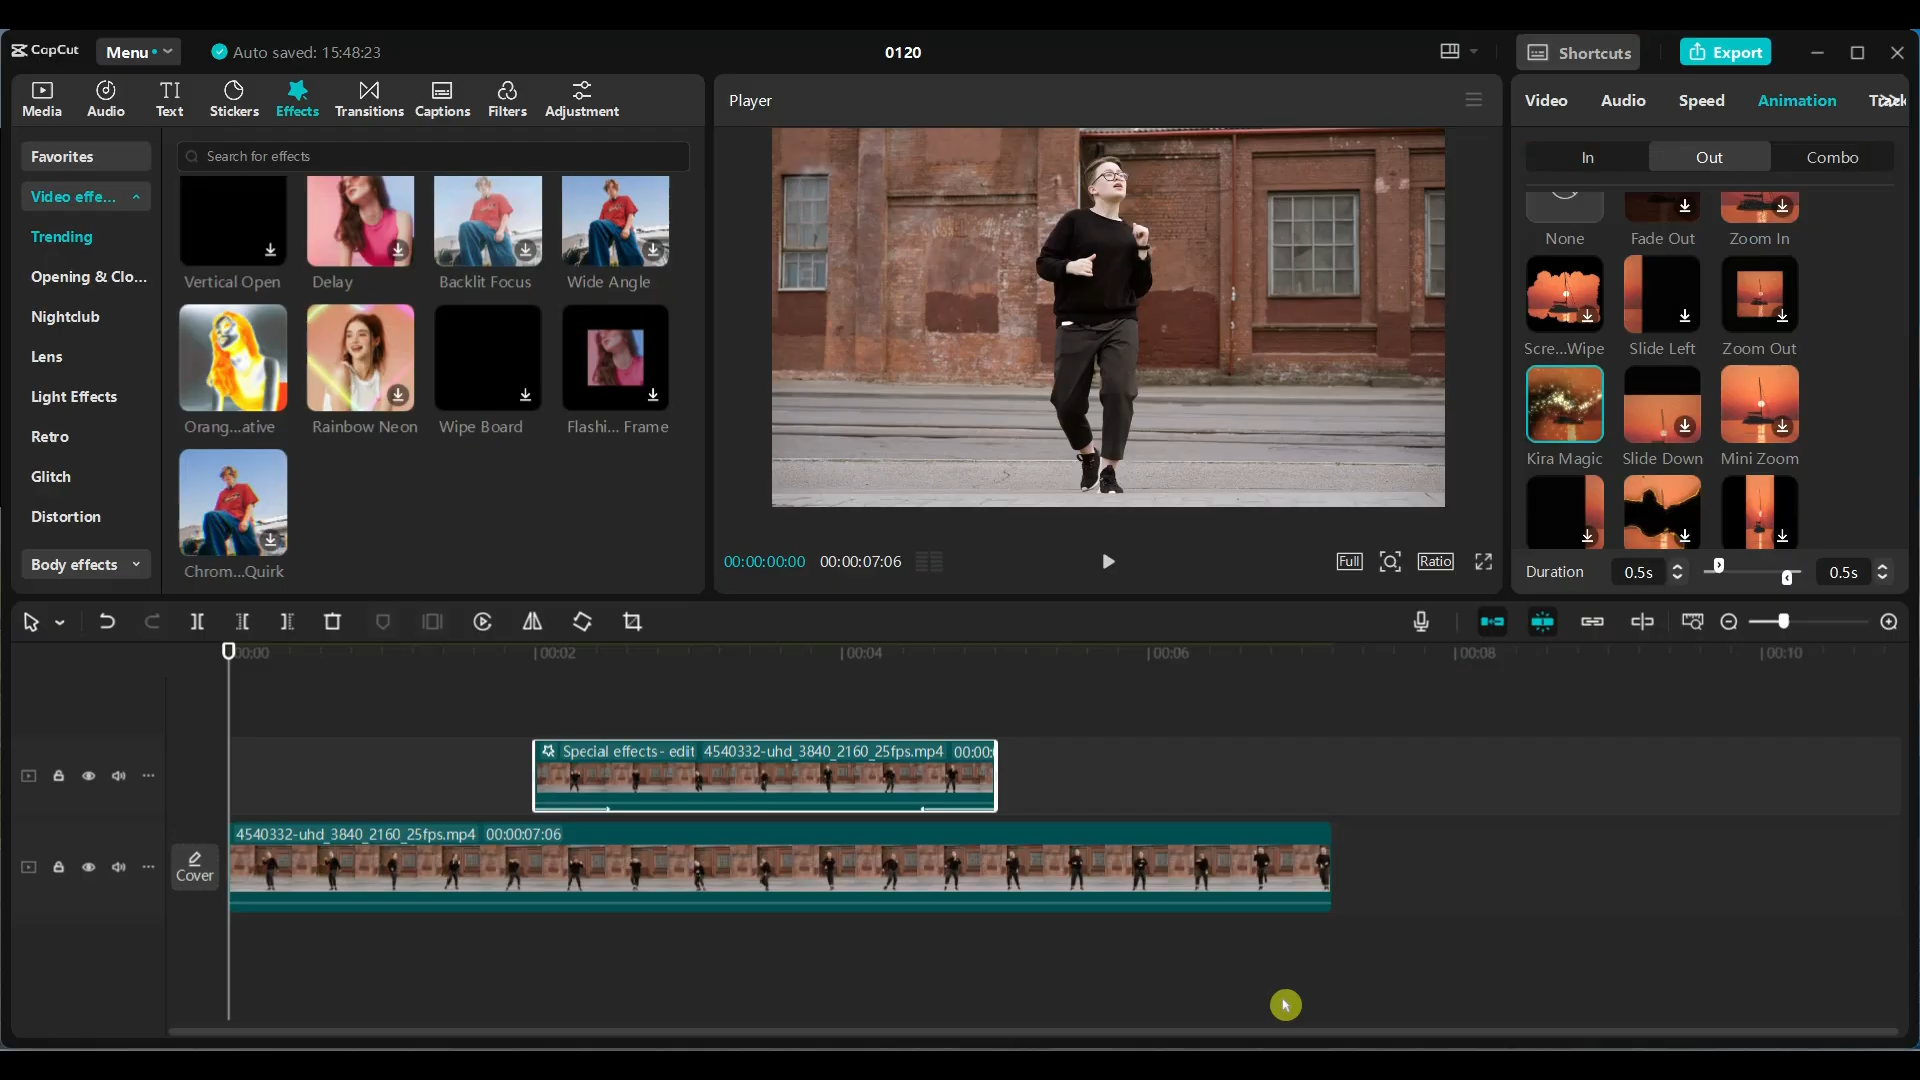 CapCut
Menu
Auto saved: 15:48:23
0120
Shortcuts
Export
Media
Audio
Text
Stickers
Effects
Transitions
Captions
Filters
Adjustment
Favorites
Video effe...
Trending
Opening & Clo...
Nightclub
Lens
Light Effects
Retro
Glitch
Distortion
Body effects
Search for effects
Vertical Open
Delay
Backlit Focus
Wide Angle
Orang...ative
Rainbow Neon
Wipe Board
Flashi... Frame
Chrom...Quirk
Player
00:00:00:00
00:00:07:06
Full
Ratio
Video
Audio
Speed
Animation
In
Out
Combo
None
Fade Out
Zoom In
Scre...Wipe
Slide Left
Zoom Out
Kira Magic
Slide Down
Mini Zoom
Duration
0.5s
0.5s
00:00
00:02
00:04
00:06
00:08
00:10
Special effects - edit 4540332-uhd_3840_2160_25fps.mp4 00:00:
4540332-uhd_3840_2160_25fps.mp4 00:00:07:06
Cover